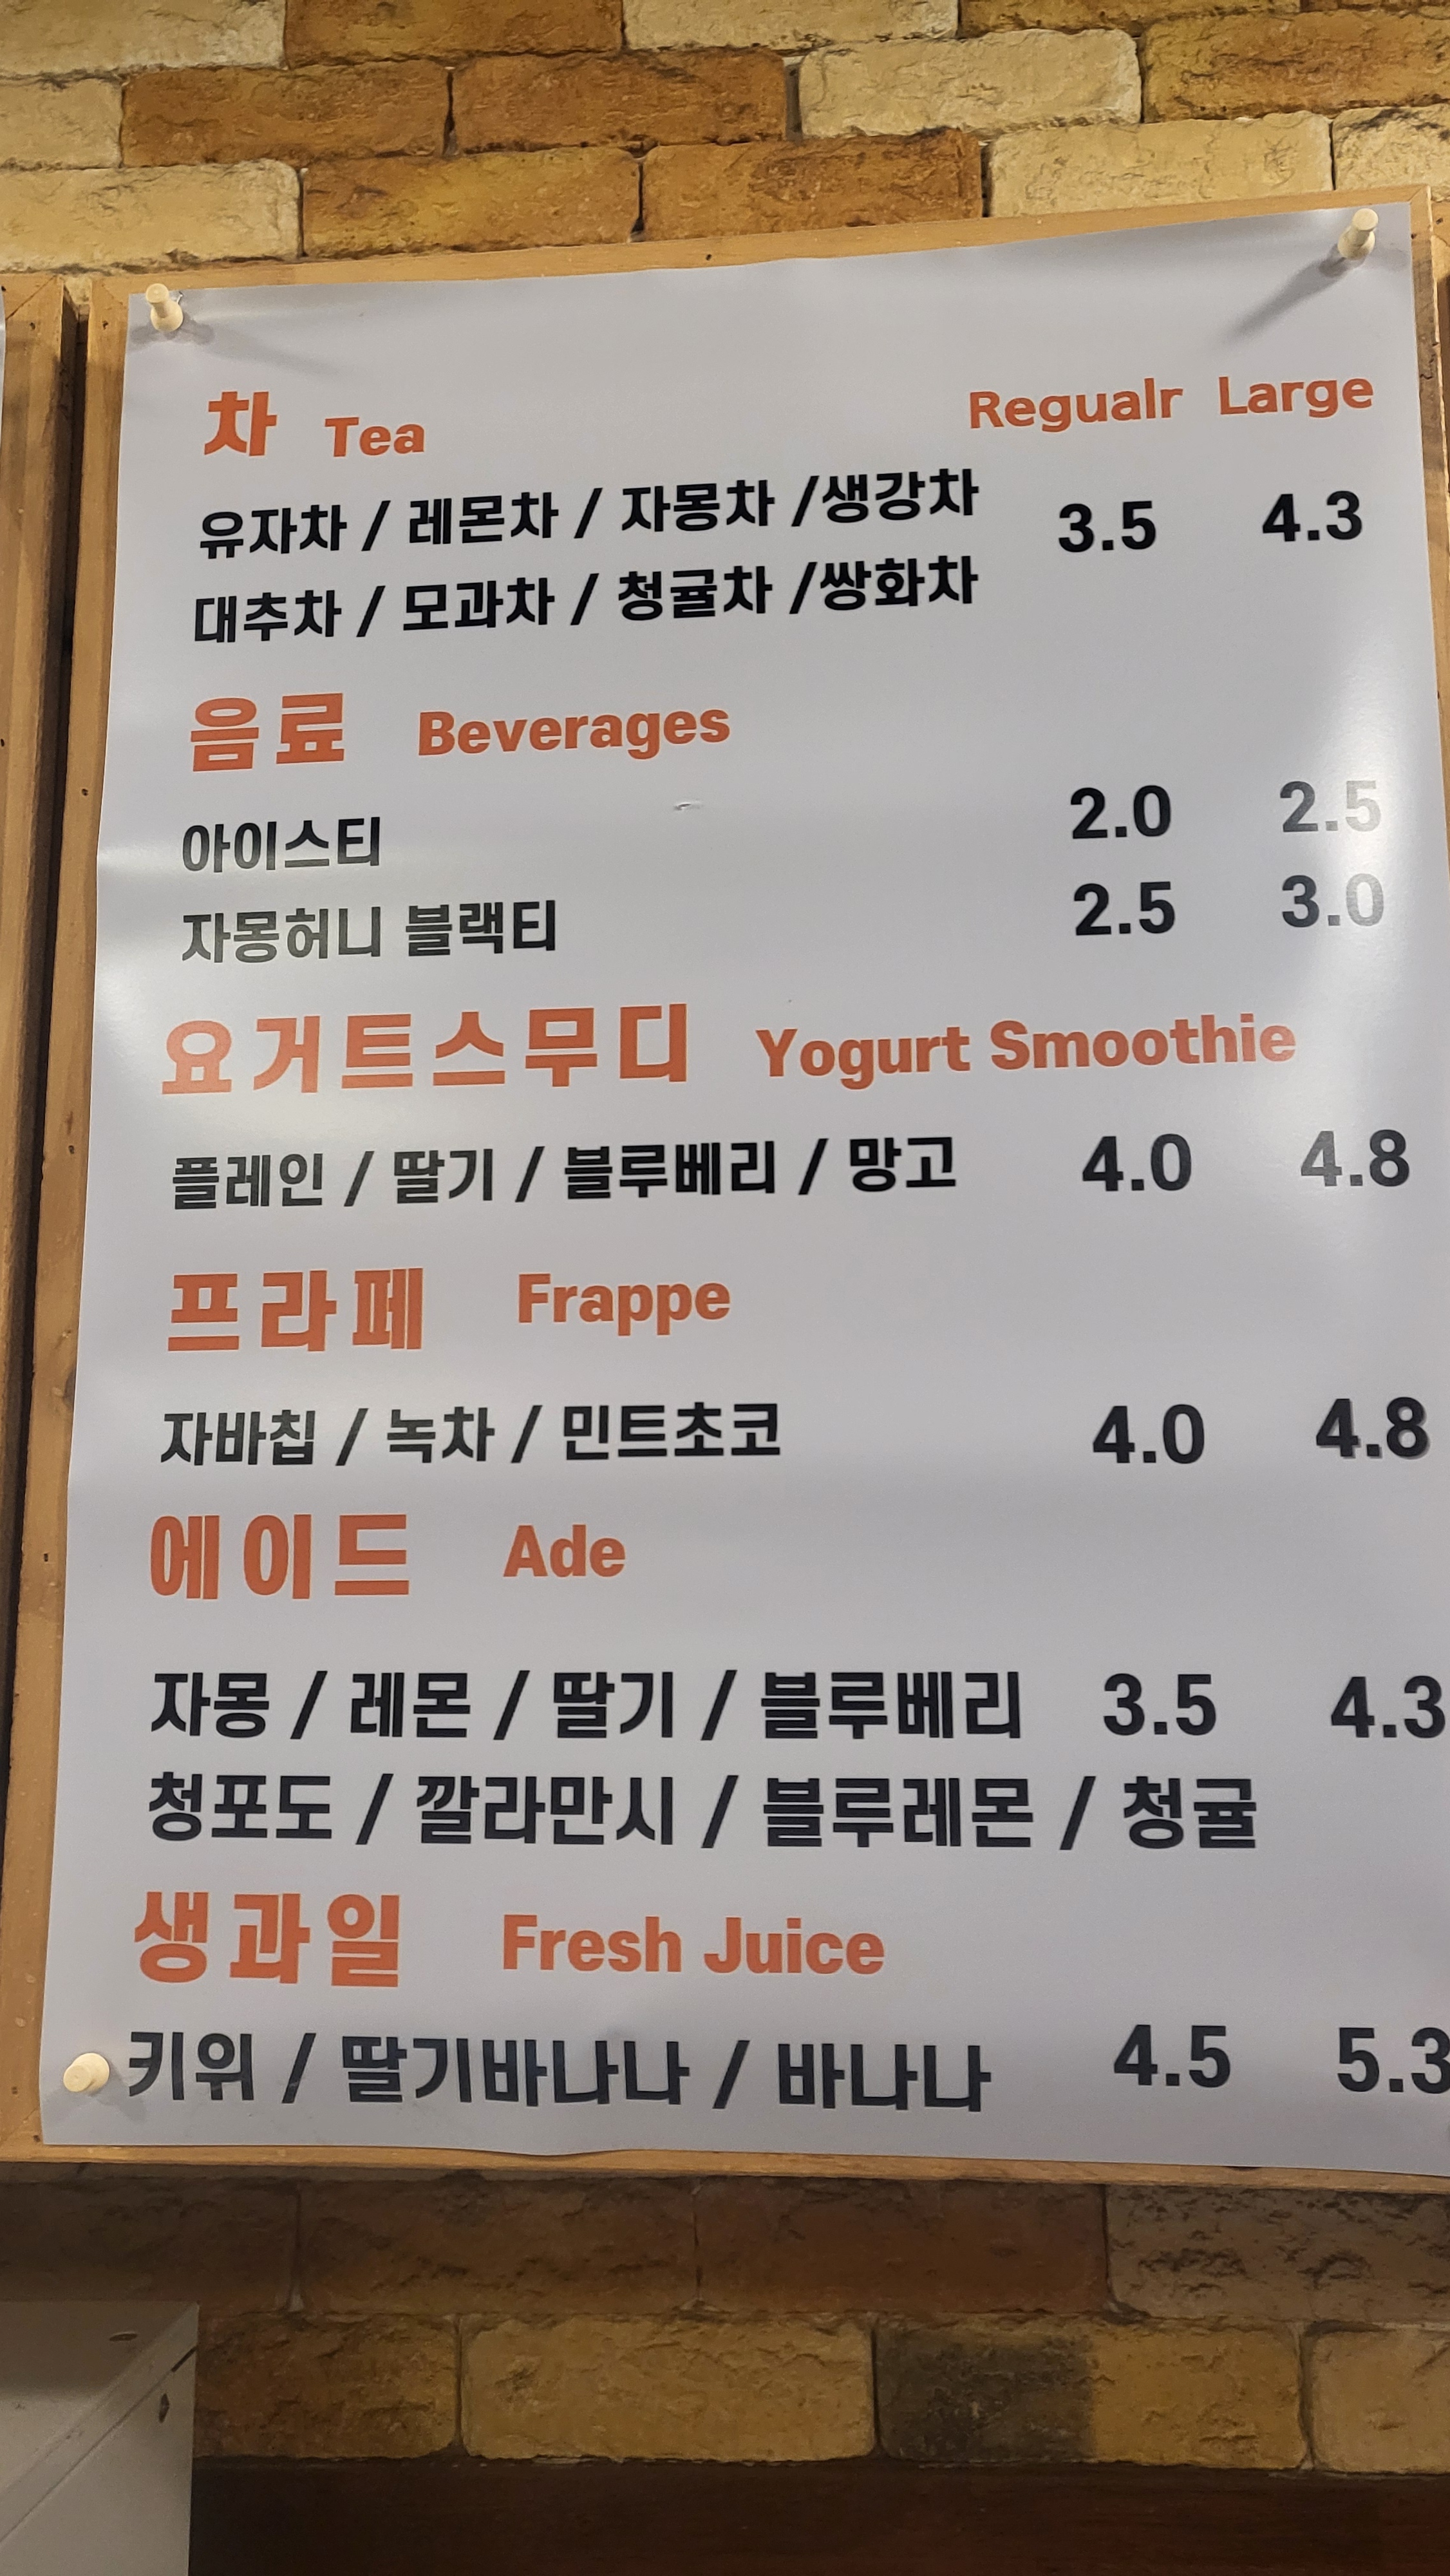 차 Tea Regualr Large
유자차 / 레몬차 / 자몽차 /생강차 3.5 4.3
대추차 / 모과차 / 청귤차 /쌍화차
음료 Beverages
아이스티 2.0 2.5
자몽허니 블랙티 2.5 3.0
요거트스무디 Yogurt Smoothie
플레인 / 딸기 / 블루베리 / 망고 4.0 4.8
프라페 Frappe
자바칩 / 녹차 / 민트초코 4.0 4.8
에이드 Ade
자몽 / 레몬 / 딸기 / 블루베리 3.5 4.3
청포도 / 깔라만시 / 블루레몬 / 청귤
생과일 Fresh Juice
키위 / 딸기바나나 / 바나나 4.5 5.3